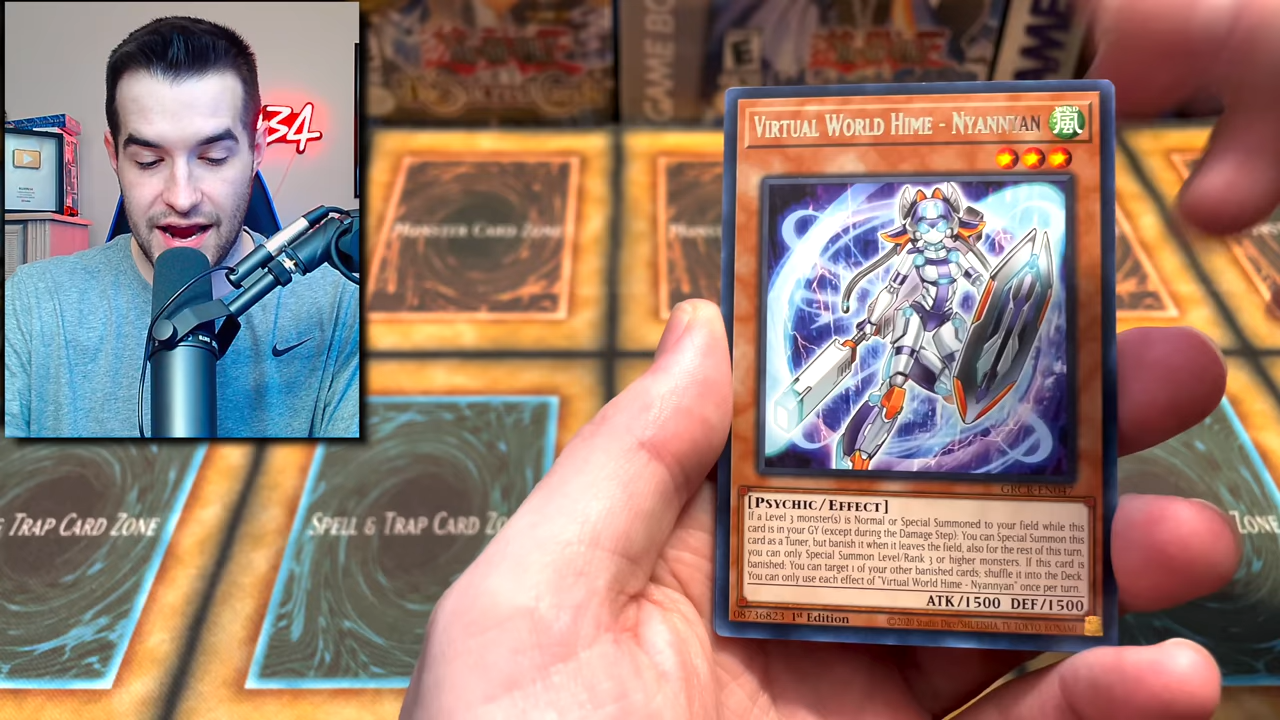 34
GAME BO
E
VIRTUAL WORLD HIME - NYANNYAN
WIND
風
MONSTER CARD ZONE
MONSTE
GRCR-EN047
[PSYCHIC/EFFECT]
If a Level 3 monster(s) is Normal or Special Summoned to your field while this
card is in your GY (except during the Damage Step): You can Special Summon this
card as a Tuner, but banish it when it leaves the field, also for the rest of this turn,
you can only Special Summon Level/Rank 3 or higher monsters. If this card is
banished: You can target 1 of your other banished cards; shuffle it into the Deck.
You can only use each effect of "Virtual World Hime - Nyannyan" once per turn.
ATK/1500 DEF/1500
08736823 1st Edition
©2020 Studio Dice/SHUEISHA, TV TOKYO, KONAMI
& TRAP CARD ZONE
SPELL & TRAP CARD ZO
ZONE